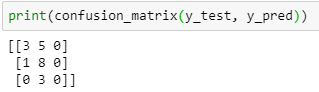 print(confusion_matrix(y_test, y_pred))
[[3 5 0]
 [1 8 0]
 [0 3 0]]